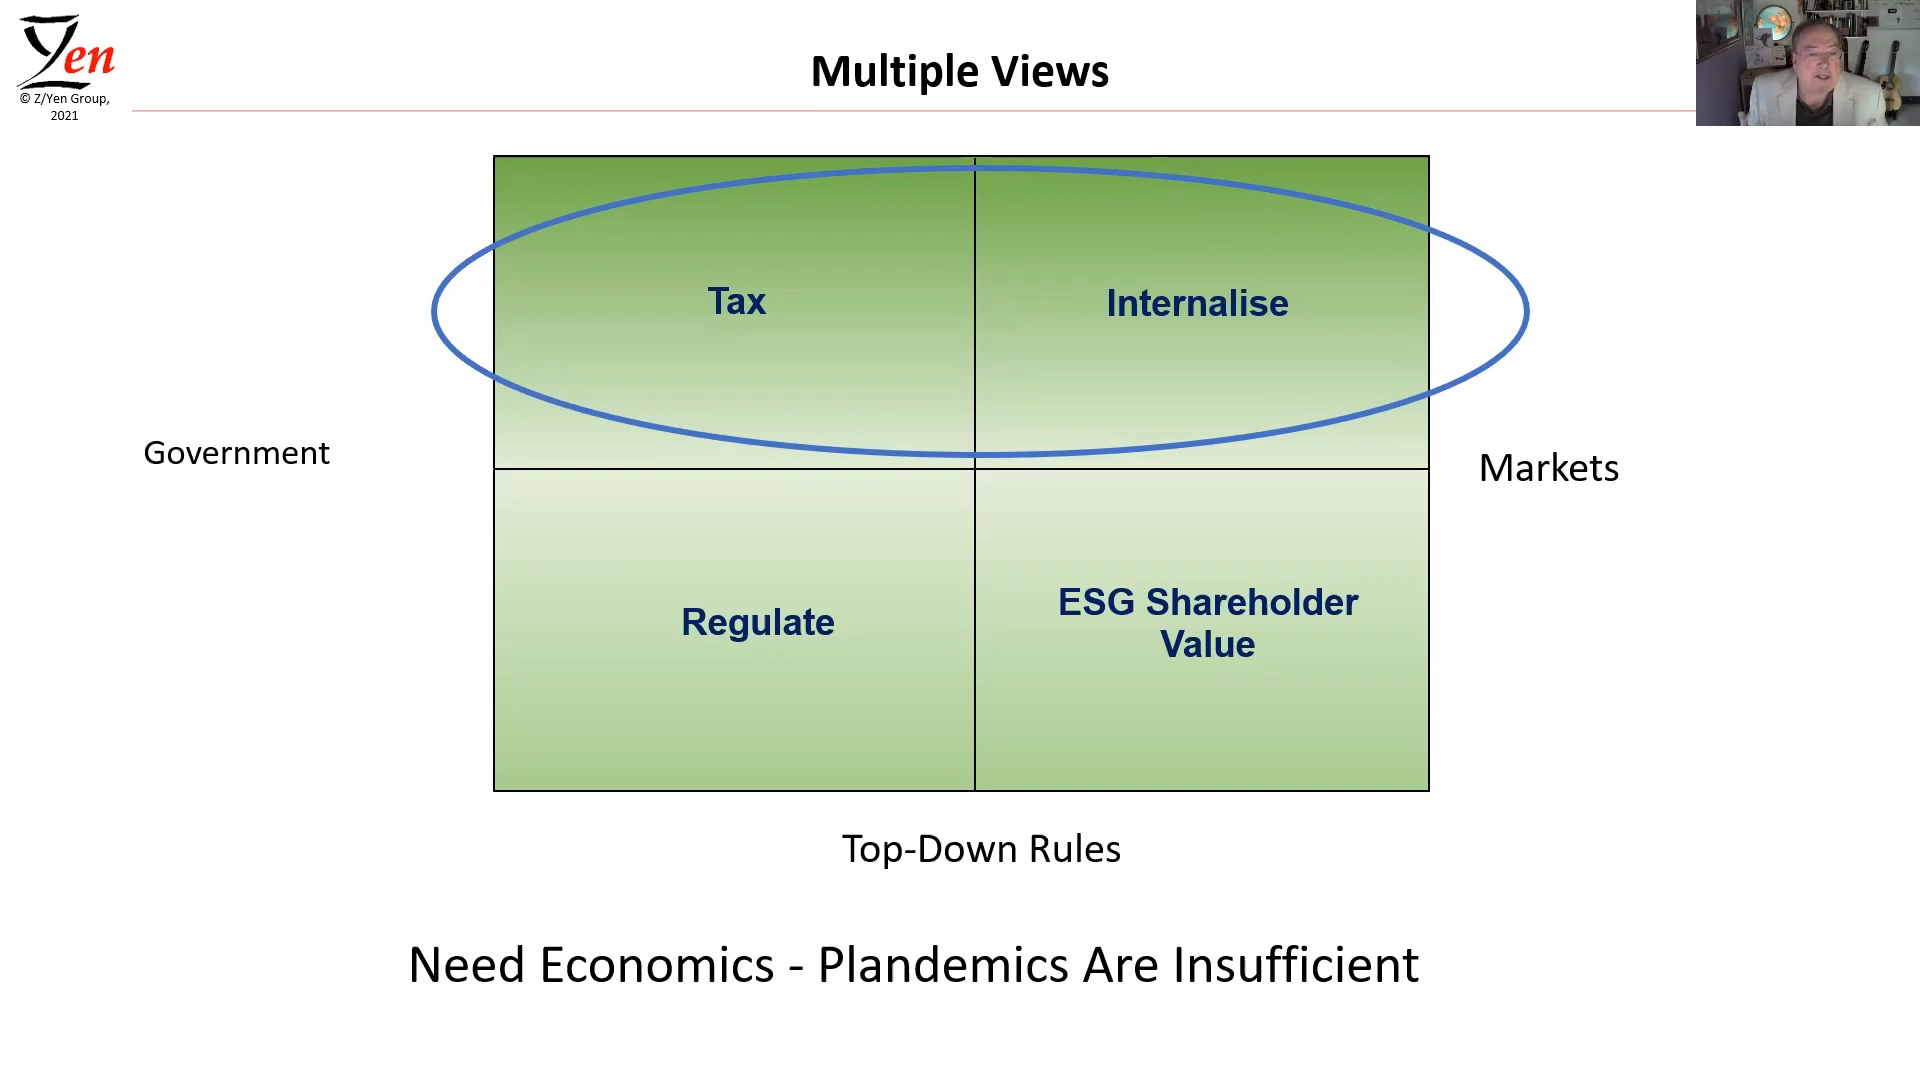 Yen
© Z/Yen Group,
2021
Multiple Views
Tax
Internalise
Government
Markets
Regulate
ESG Shareholder
Value
Top-Down Rules
Need Economics - Plandemics Are Insufficient